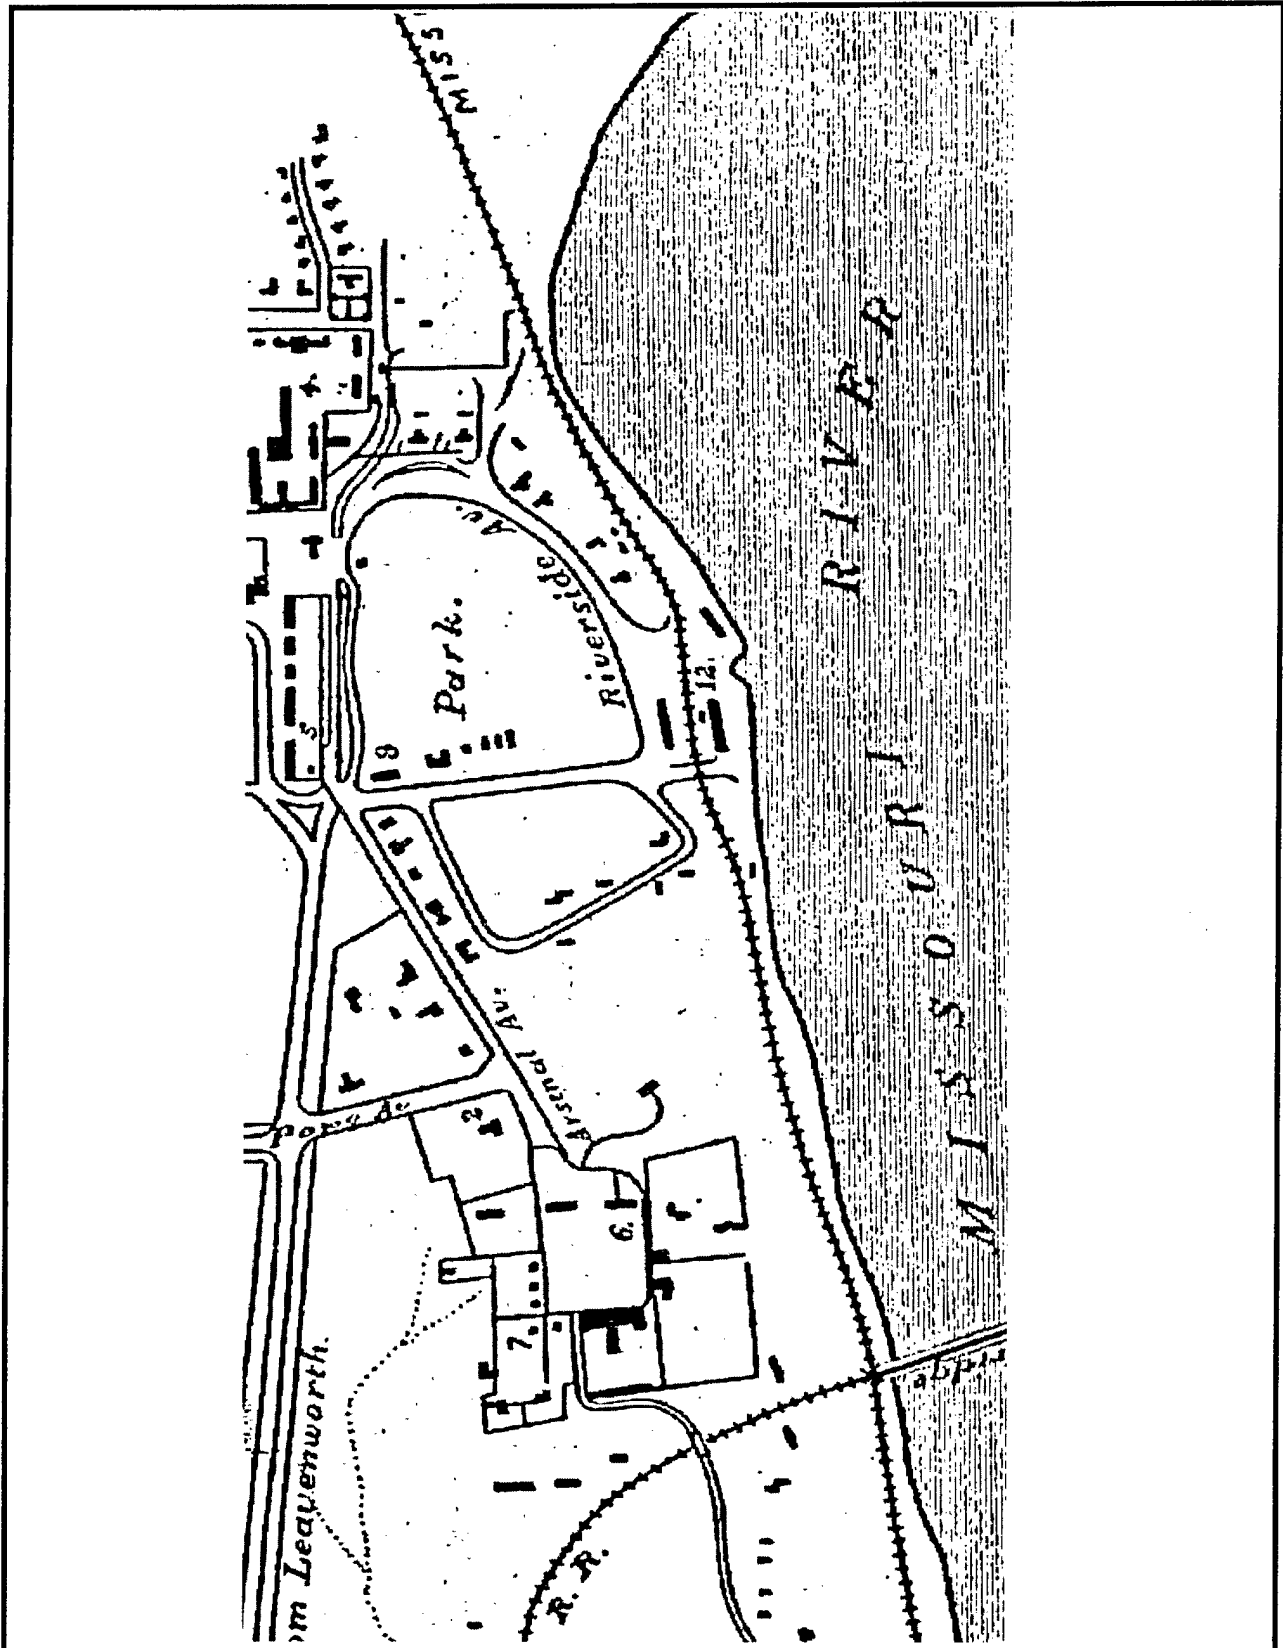 MISS
RIVER
MISSOURI
Park.
Riverside
Av.
12.
5
9
Arsenal Av.
2
6.
7.
om Leavenworth.
R. R.